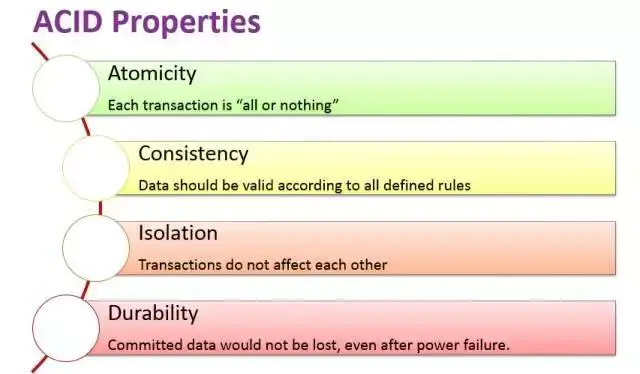 ACID Properties
Atomicity
Each transaction is “all or nothing”
Consistency
Data should be valid according to all defined rules
Isolation
Transactions do not affect each other
Durability
Committed data would not be lost, even after power failure.